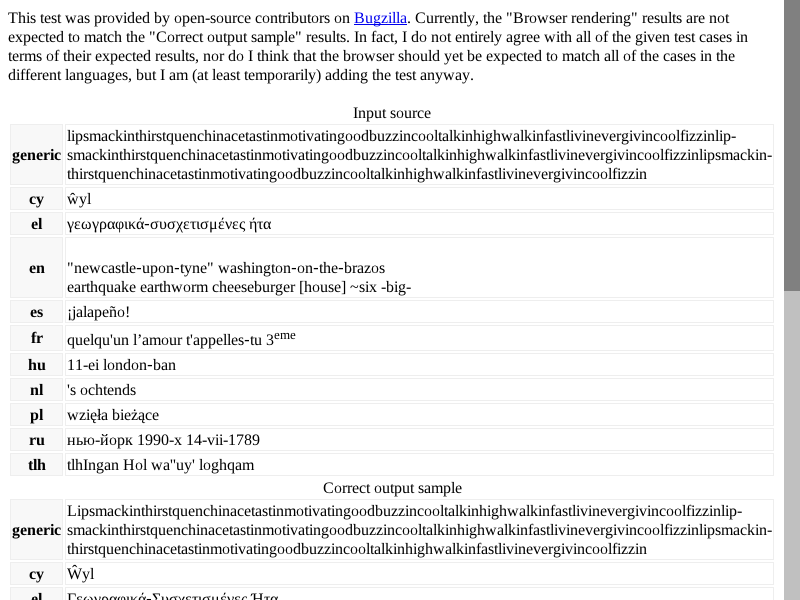 This test was provided by open-source contributors on Bugzilla. Currently, the "Browser rendering" results are not
expected to match the "Correct output sample" results. In fact, I do not entirely agree with all of the given test cases in
terms of their expected results, nor do I think that the browser should yet be expected to match all of the cases in the
different languages, but I am (at least temporarily) adding the test anyway.
Input source
generic lipsmackinthirstquenchinacetastinmotivatingoodbuzzincooltalkinhighwalkinfastlivinevergivincoolfizzinlip-
smackinthirstquenchinacetastinmotivatingoodbuzzincooltalkinhighwalkinfastlivinevergivincoolfizzinlipsmackin-
thirstquenchinacetastinmotivatingoodbuzzincooltalkinhighwalkinfastlivinevergivincoolfizzin
cy ŵyl
el γεωγραφικά-συσχετισμένες ήτα
en "newcastle-upon-tyne" washington-on-the-brazos
earthquake earthworm cheeseburger [house] ~six -big-
es ¡jalapeño!
fr quelqu'un l’amour t'appelles-tu 3eme
hu 11-ei london-ban
nl 's ochtends
pl wzięła bieżące
ru нью-йорк 1990-х 14-vii-1789
tlh tlhIngan Hol wa''uy' loghqam
Correct output sample
generic Lipsmackinthirstquenchinacetastinmotivatingoodbuzzincooltalkinhighwalkinfastlivinevergivincoolfizzinlip-
smackinthirstquenchinacetastinmotivatingoodbuzzincooltalkinhighwalkinfastlivinevergivincoolfizzinlipsmackin-
thirstquenchinacetastinmotivatingoodbuzzincooltalkinhighwalkinfastlivinevergivincoolfizzin
cy Ŵyl
el Γεωγραφικά-Συσχετισμένες Ήτα